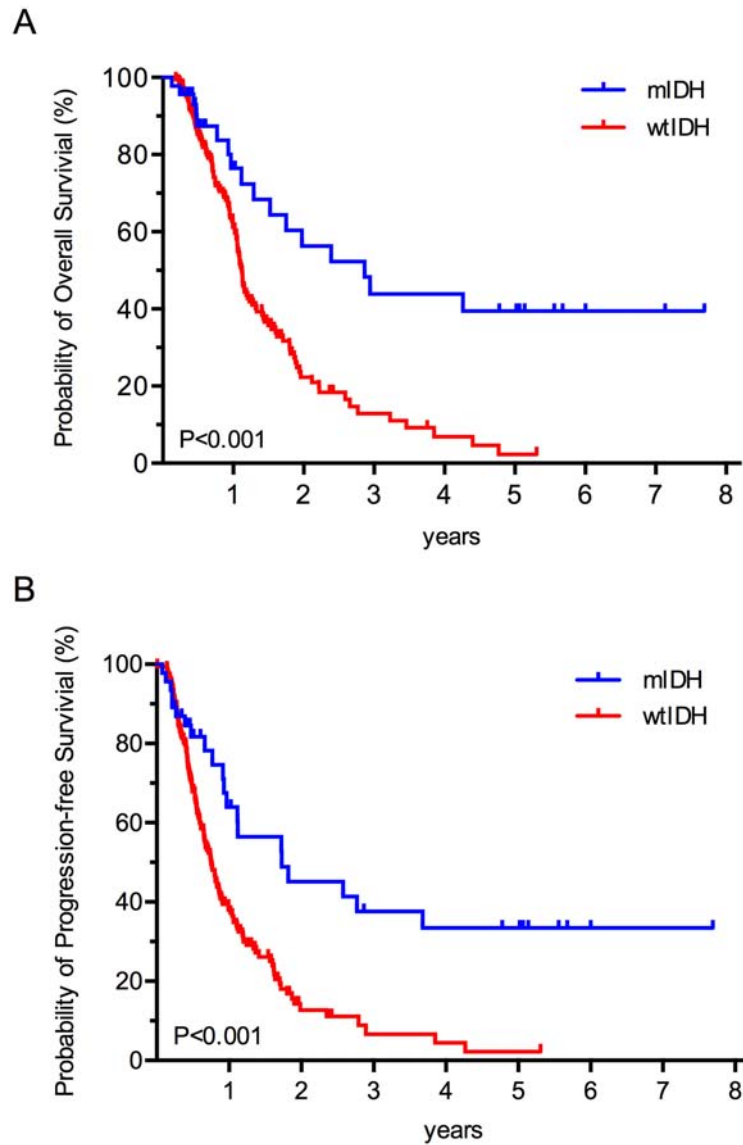 A
Probability of Overall Survivial (%)
100
80
60
40
20
0
mIDH
wtIDH
P<0.001
1 2 3 4 5 6 7 8
years
B
Probability of Progression-free Survivial (%)
100
80
60
40
20
0
mIDH
wtIDH
P<0.001
1 2 3 4 5 6 7 8
years